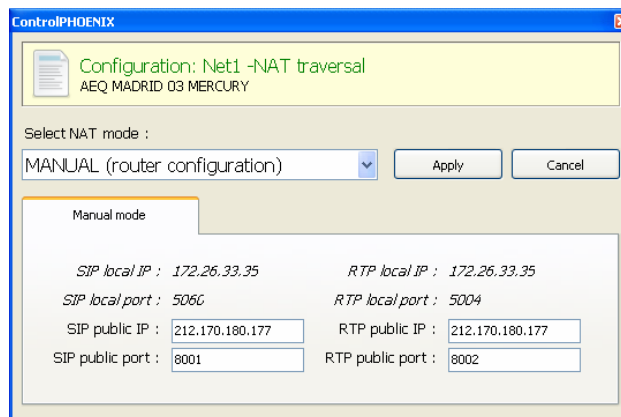 ControlPHOENIX
Configuration: Net1 -NAT traversal
AEQ MADRID 03 MERCURY
Select NAT mode :
MANUAL (router configuration)
Apply
Cancel
Manual mode
SIP local IP : 172.26.33.35
RTP local IP : 172.26.33.35
SIP local port : 5060
RTP local port : 5004
SIP public IP : 212.170.180.177
RTP public IP : 212.170.180.177
SIP public port : 8001
RTP public port : 8002